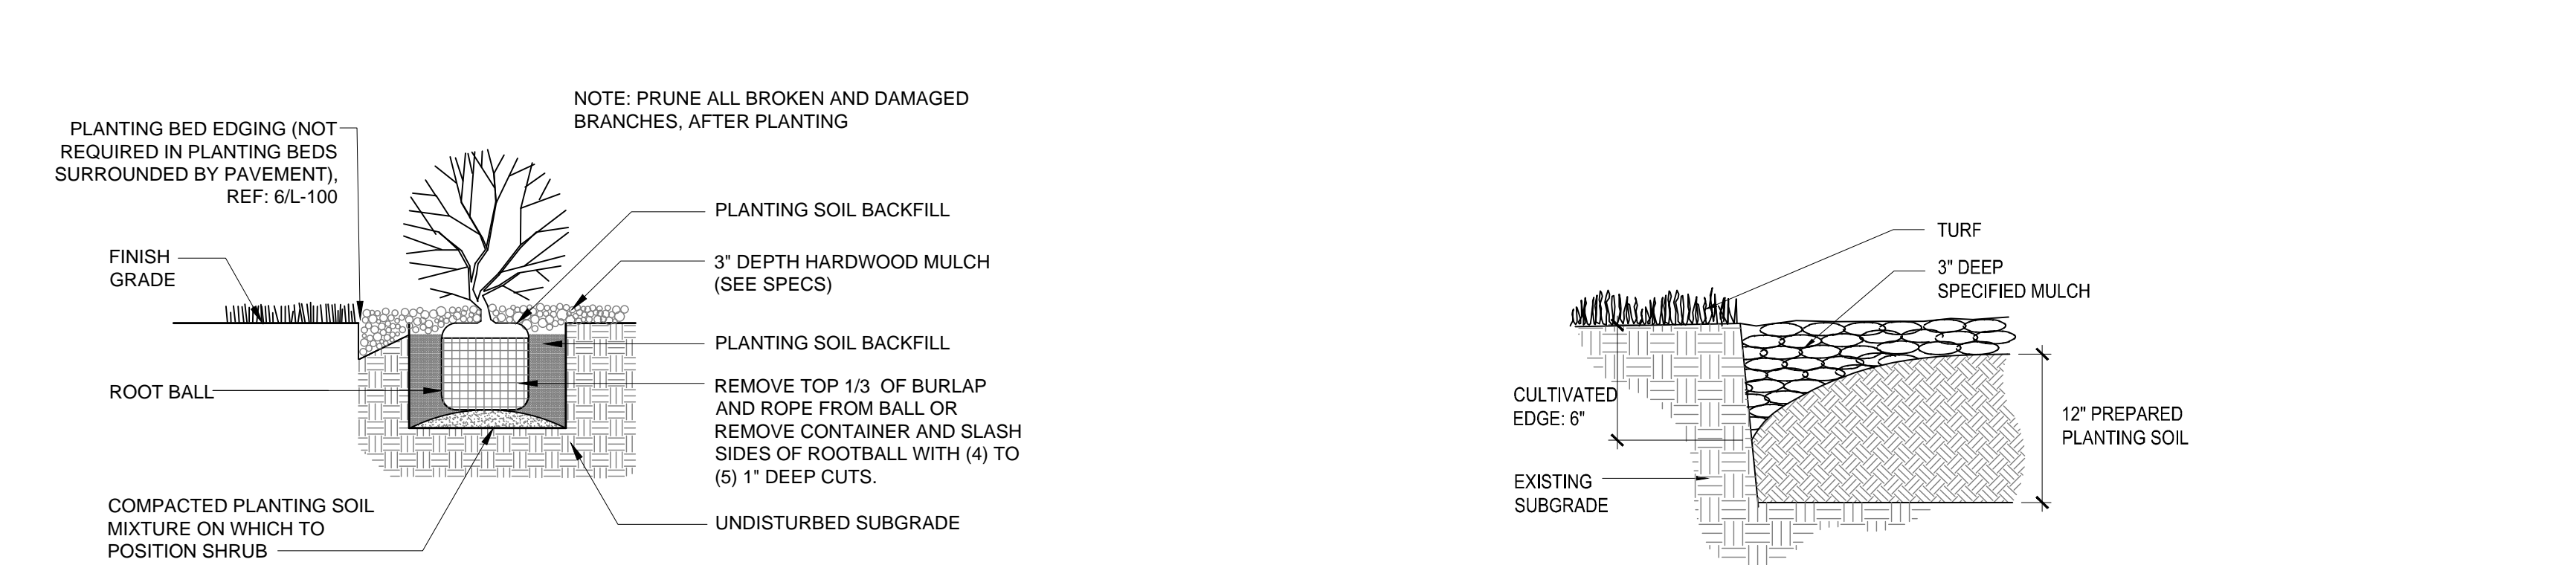 NOTE: PRUNE ALL BROKEN AND DAMAGED
BRANCHES, AFTER PLANTING
PLANTING BED EDGING (NOT
REQUIRED IN PLANTING BEDS
SURROUNDED BY PAVEMENT),
REF: 6/L-100
FINISH
GRADE
ROOT BALL
COMPACTED PLANTING SOIL
MIXTURE ON WHICH TO
POSITION SHRUB
PLANTING SOIL BACKFILL
3" DEPTH HARDWOOD MULCH
(SEE SPECS)
PLANTING SOIL BACKFILL
REMOVE TOP 1/3 OF BURLAP
AND ROPE FROM BALL OR
REMOVE CONTAINER AND SLASH
SIDES OF ROOTBALL WITH (4) TO
(5) 1" DEEP CUTS.
UNDISTURBED SUBGRADE
TURF
3" DEEP
SPECIFIED MULCH
CULTIVATED
EDGE: 6"
EXISTING
SUBGRADE
12" PREPARED
PLANTING SOIL